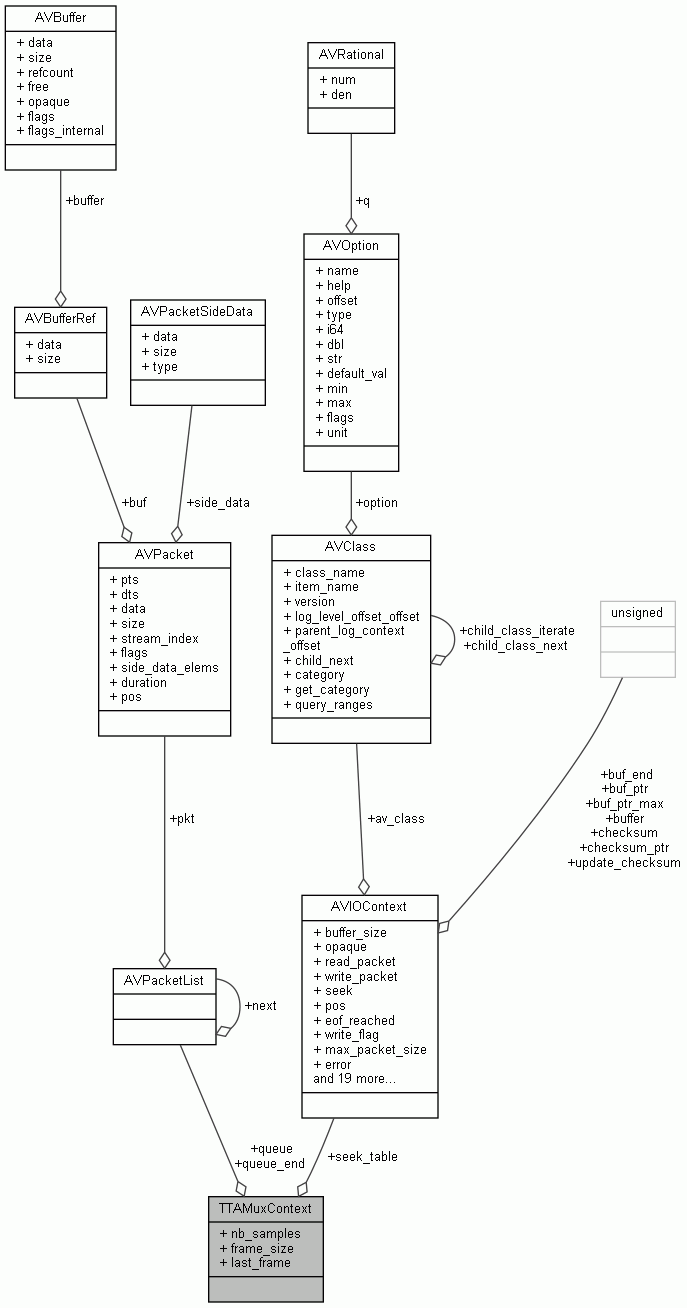 AVBuffer
+ data
+ size
+ refcount
+ free
+ opaque
+ flags
+ flags_internal
AVRational
+ num
+ den
+buffer
+q
AVOption
+ name
+ help
+ offset
+ type
+ i64
+ dbl
+ str
+ default_val
+ min
+ max
+ flags
+ unit
AVBufferRef
+ data
+ size
AVPacketSideData
+ data
+ size
+ type
+buf
+side_data
+option
AVPacket
+ pts
+ dts
+ data
+ size
+ stream_index
+ flags
+ side_data_elems
+ duration
+ pos
AVClass
+ class_name
+ item_name
+ version
+ log_level_offset_offset
+ parent_log_context
_offset
+ child_next
+ category
+ get_category
+ query_ranges
+child_class_iterate
+child_class_next
unsigned
+pkt
+av_class
+buf_end
+buf_ptr
+buf_ptr_max
+buffer
+checksum
+checksum_ptr
+update_checksum
AVIOContext
+ buffer_size
+ opaque
+ read_packet
+ write_packet
+ seek
+ pos
+ eof_reached
+ write_flag
+ max_packet_size
+ error
and 19 more...
AVPacketList
+next
+queue
+queue_end
+seek_table
TTAMuxContext
+ nb_samples
+ frame_size
+ last_frame